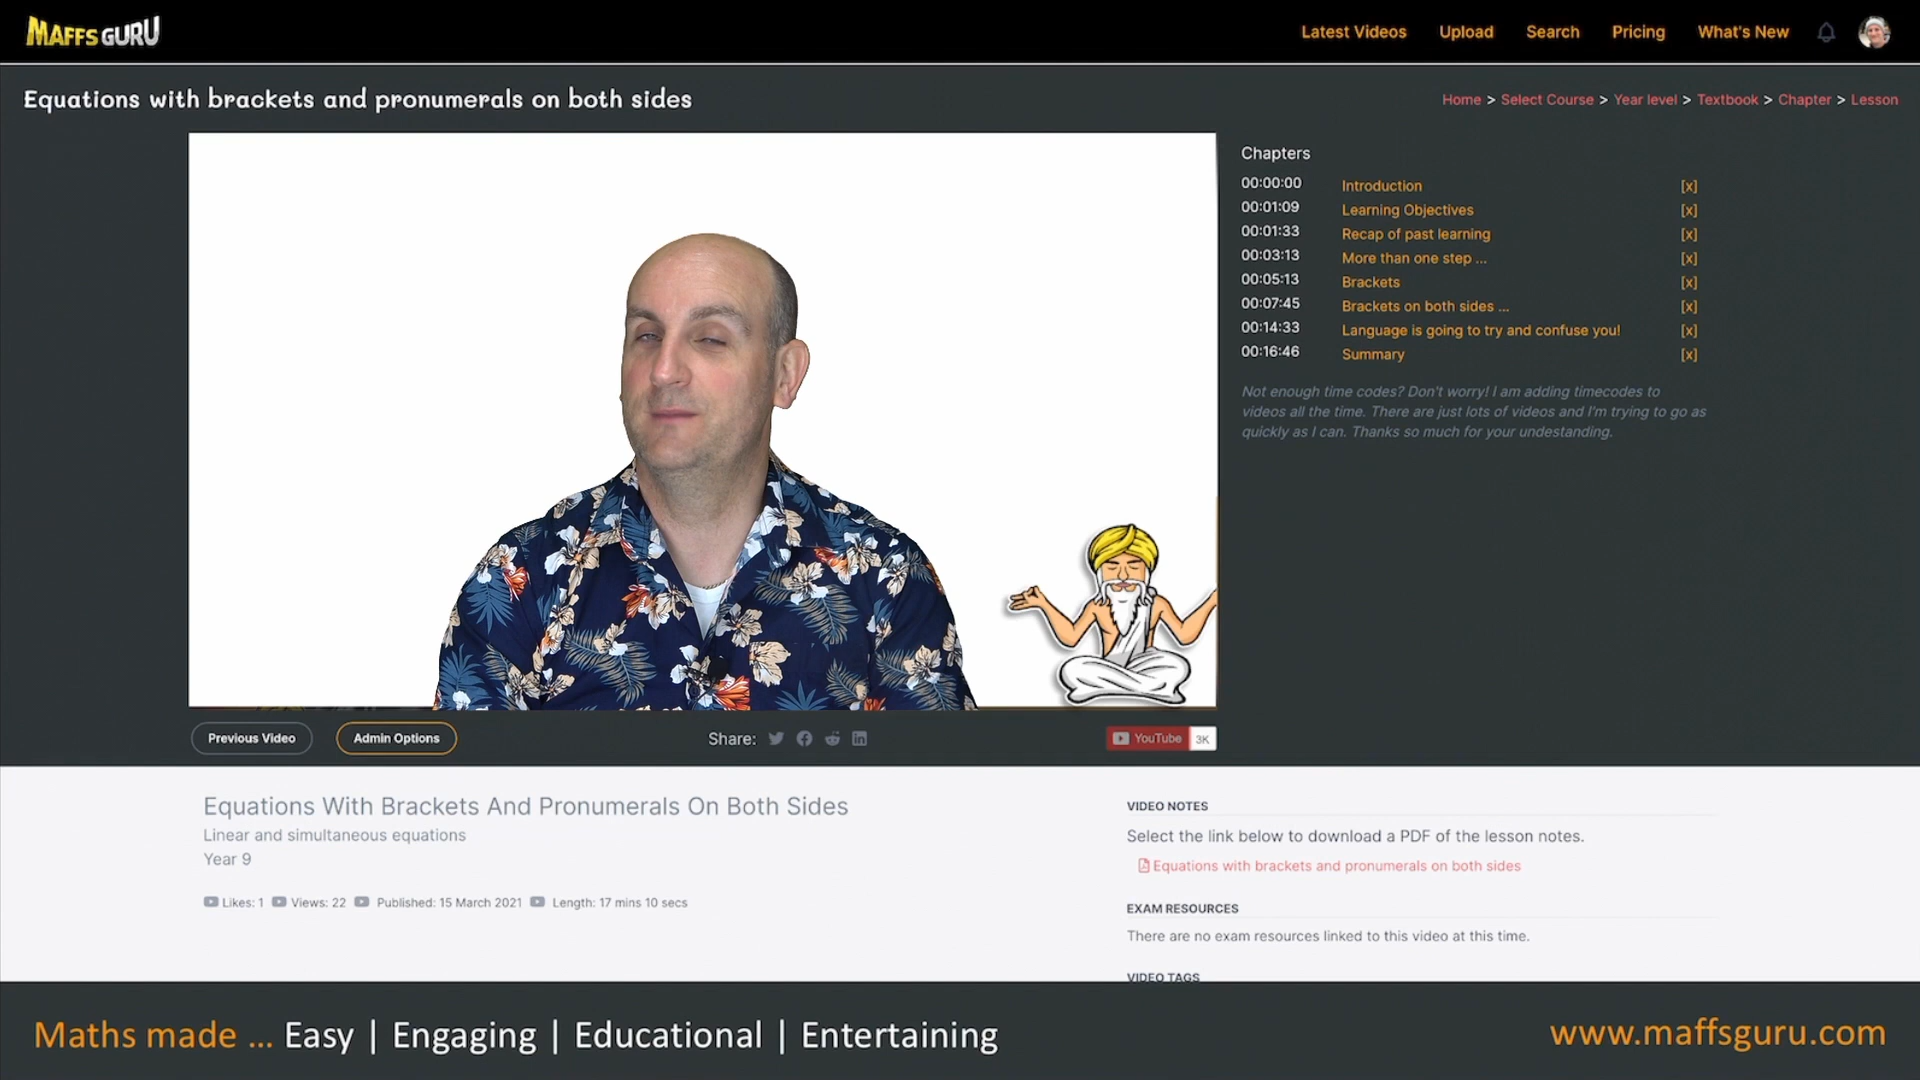 MAFFSGURU
Latest Videos
Upload
Search
Pricing
What's New
Equations with brackets and pronumerals on both sides
Home > Select Course > Year level > Textbook > Chapter > Lesson
Chapters
00:00:00 Introduction [x]
00:01:09 Learning Objectives [x]
00:01:33 Recap of past learning [x]
00:03:13 More than one step ... [x]
00:05:13 Brackets [x]
00:07:45 Brackets on both sides ... [x]
00:14:33 Language is going to try and confuse you! [x]
00:16:46 Summary [x]
Not enough time codes? Don't worry! I am adding timecodes to
videos all the time. There are just lots of videos and I'm trying to go as
quickly as I can. Thanks so much for your undestanding.
Previous Video
Admin Options
Share:
YouTube 3K
Equations With Brackets And Pronumerals On Both Sides
Linear and simultaneous equations
Year 9
Likes: 1 Views: 22 Published: 15 March 2021 Length: 17 mins 10 secs
VIDEO NOTES
Select the link below to download a PDF of the lesson notes.
Equations with brackets and pronumerals on both sides
EXAM RESOURCES
There are no exam resources linked to this video at this time.
VIDEO TAGS
Maths made ... Easy | Engaging | Educational | Entertaining
www.maffsguru.com